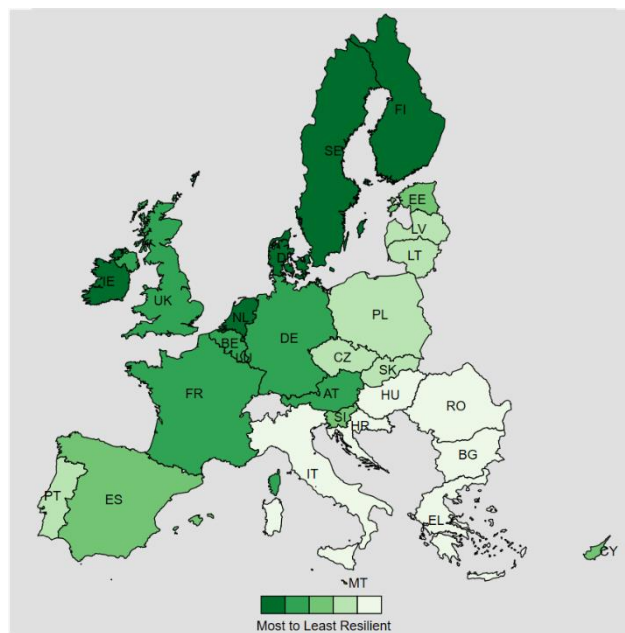 FI
SE
EE
LV
LT
IE
UK
NL
BE
DE
PL
CZ
SK
FR
AT
HU
SI
HR
RO
BG
IT
PT
ES
EL
CY
MT
Most to Least Resilient